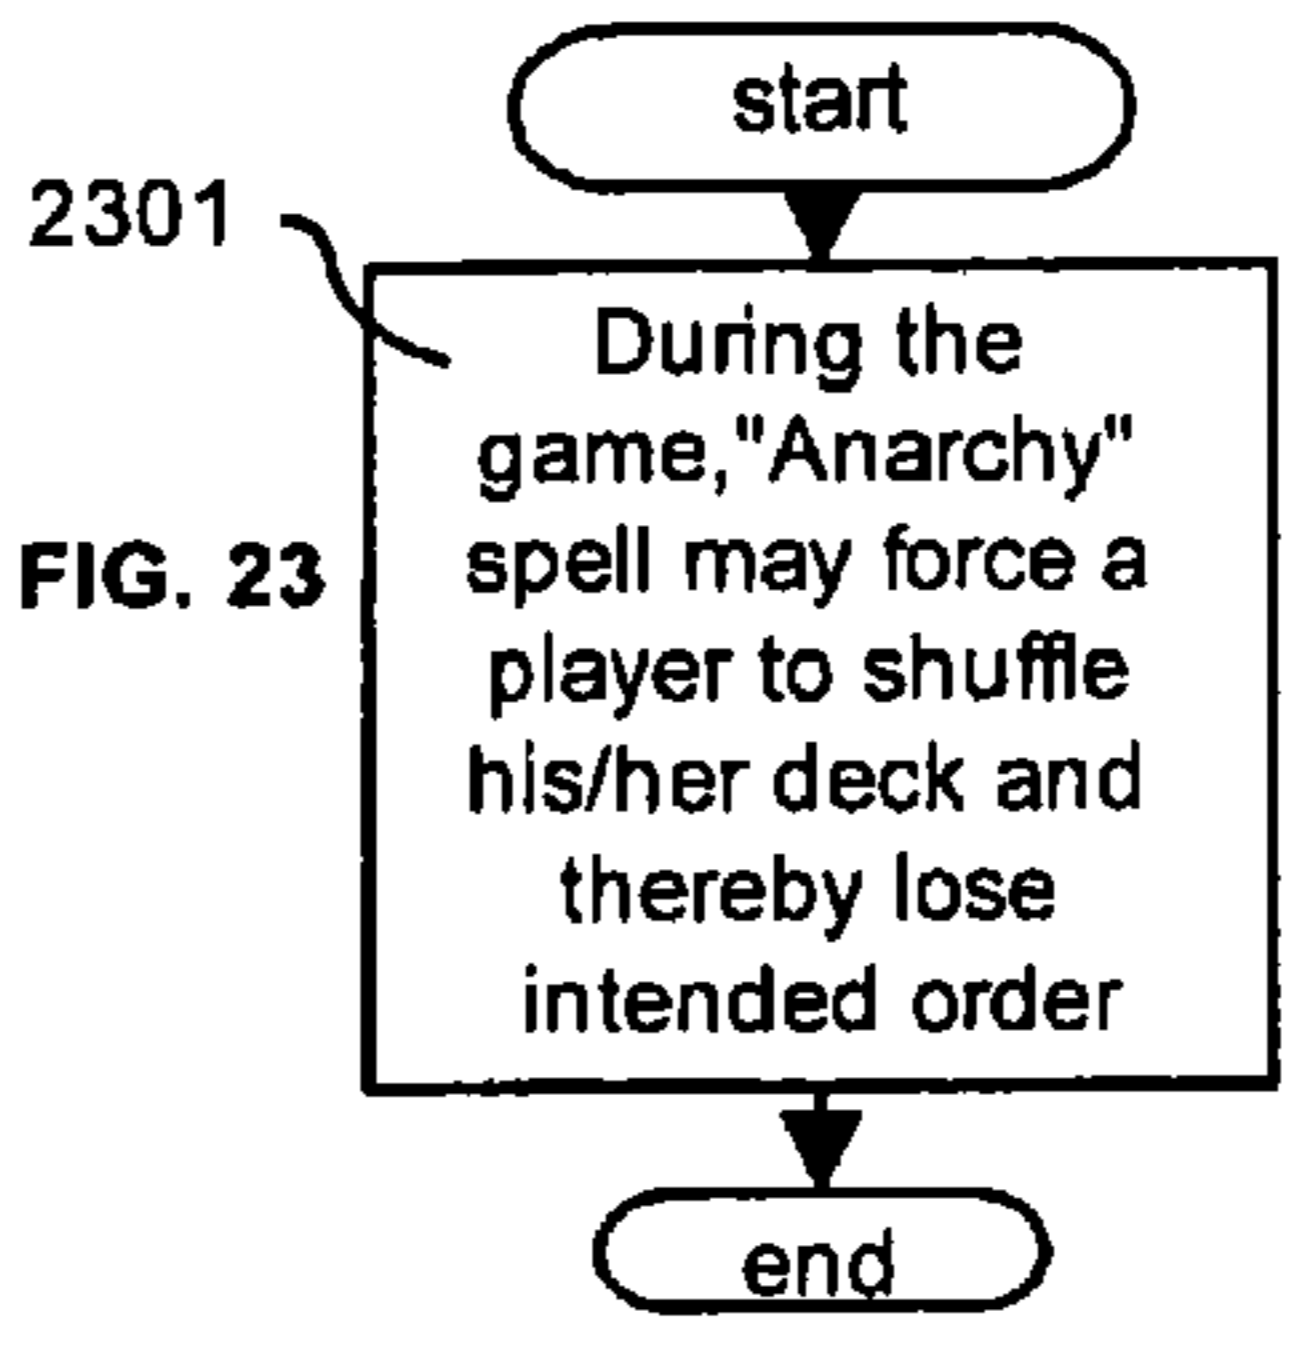 start
2301
During the
game,"Anarchy"
spell may force a
FIG. 23
player to shuffle
his/her deck and
thereby lose
intended order
end